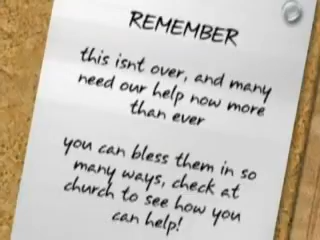 REMEMBER
this isnt over, and many
need our help now more
than ever
you can bless them in so
many ways, check at
church to see how you
can help!